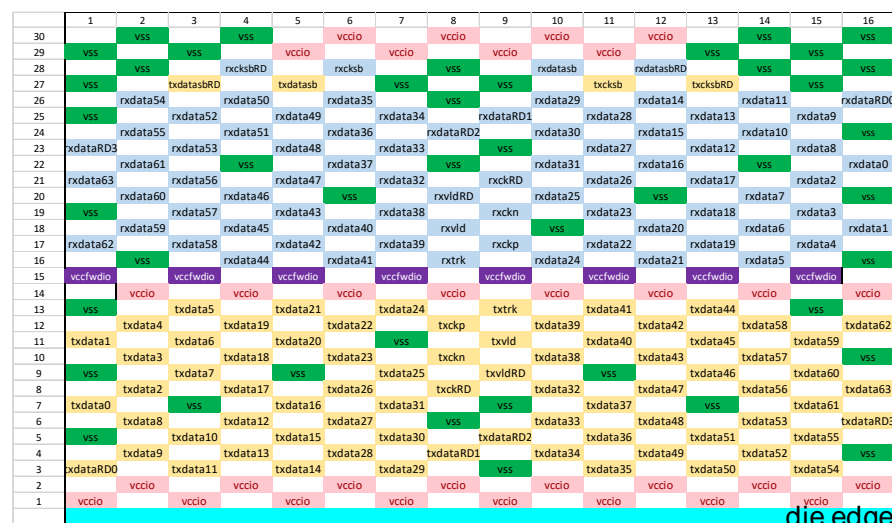 1 2 3 4 5 6 7 8 9 10 11 12 13 14 15 16
30 vss vss vccio vccio vccio vccio vss vss
29 vss vss vccio vccio vccio vccio vss vss
28 vss rxcksbRD rxcksb vss rxdatasb rxdatasbRD vss vss
27 vss txdatasbRD txdatasb vss vss txcksb txcksbRD vss
26 rxdata54 rxdata50 rxdata35 vss rxdata29 rxdata14 rxdata11 rxdataRD0
25 vss rxdata52 rxdata49 rxdata34 rxdataRD1 rxdata28 rxdata13 rxdata9
24 rxdata55 rxdata51 rxdata36 rxdataRD2 rxdata30 rxdata15 rxdata10 vss
23 rxdataRD3 rxdata53 rxdata48 rxdata33 vss rxdata27 rxdata12 rxdata8
22 rxdata61 vss rxdata37 vss rxdata31 rxdata16 vss rxdata0
21 rxdata63 rxdata56 rxdata47 rxdata32 rxckRD rxdata26 rxdata17 rxdata2
20 rxdata60 rxdata46 vss rxvldRD rxdata25 vss rxdata7 vss
19 vss rxdata57 rxdata43 rxdata38 rxckn rxdata23 rxdata18 rxdata3
18 rxdata59 rxdata45 rxdata40 rxvld vss rxdata20 rxdata6 rxdata1
17 rxdata62 rxdata58 rxdata42 rxdata39 rxckp rxdata22 rxdata19 rxdata4
16 vss rxdata44 rxdata41 rxtrk rxdata24 rxdata21 rxdata5 vss
15 vccfwdio vccfwdio vccfwdio vccfwdio vccfwdio vccfwdio vccfwdio vccfwdio
14 vccio vccio vccio vccio vccio vccio vccio vccio
13 vss txdata5 txdata21 txdata24 txtrk txdata41 txdata44 vss
12 txdata4 txdata19 txdata22 txckp txdata39 txdata42 txdata58 txdata62
11 txdata1 txdata6 txdata20 vss txvld txdata40 txdata45 txdata59
10 txdata3 txdata18 txdata23 txckn txdata38 txdata43 txdata57 vss
9 vss txdata7 vss txdata25 txvldRD vss txdata46 txdata60
8 txdata2 txdata17 txdata26 txckRD txdata32 txdata47 txdata56 txdata63
7 txdata0 vss txdata16 txdata31 vss txdata37 vss txdata61
6 txdata8 txdata12 txdata27 vss txdata33 txdata48 txdata53 txdataRD3
5 vss txdata10 txdata15 txdata30 txdataRD2 txdata36 txdata51 txdata55
4 txdata9 txdata13 txdata28 txdataRD1 txdata34 txdata49 txdata52 vss
3 txdataRD0 txdata11 txdata14 txdata29 vss txdata35 txdata50 txdata54
2 vccio vccio vccio vccio vccio vccio vccio vccio
1 vccio vccio vccio vccio vccio vccio vccio vccio
die edge